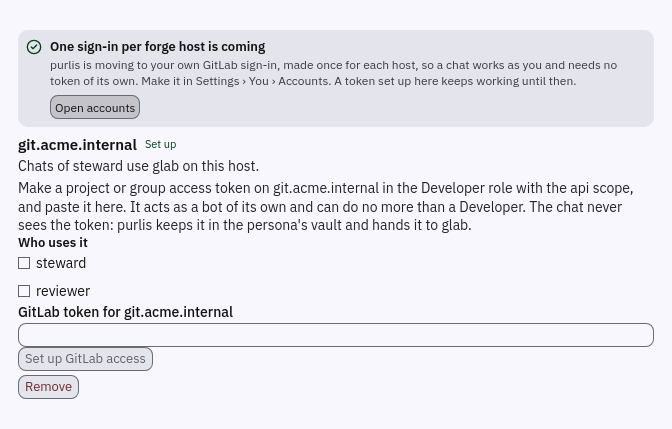 One sign-in per forge host is coming
purlis is moving to your own GitLab sign-in, made once for each host, so a chat works as you and needs no
token of its own. Make it in Settings › You › Accounts. A token set up here keeps working until then.
Open accounts
git.acme.internal Set up
Chats of steward use glab on this host.
Make a project or group access token on git.acme.internal in the Developer role with the api scope,
and paste it here. It acts as a bot of its own and can do no more than a Developer. The chat never
sees the token: purlis keeps it in the persona's vault and hands it to glab.
Who uses it
steward
reviewer
GitLab token for git.acme.internal
Set up GitLab access
Remove